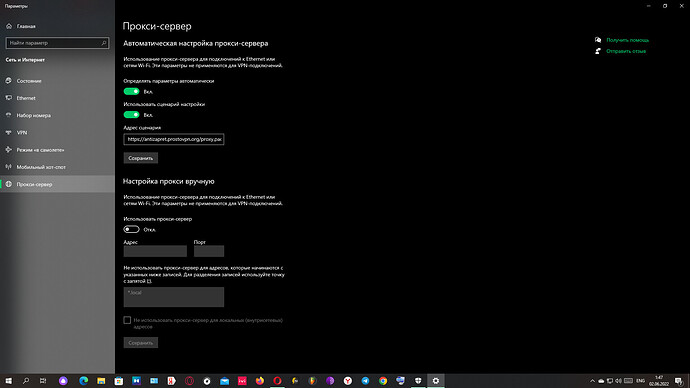 Параметры
Главная
Найти параметр
Сеть и Интернет
Состояние
Ethernet
Набор номера
VPN
Режим «в самолете»
Мобильный хот-спот
Прокси-сервер
Прокси-сервер
Автоматическая настройка прокси-сервера
Использование прокси-сервера для подключений к Ethernet или
сетям Wi-Fi. Эти параметры не применяются для VPN-подключений.
Определять параметры автоматически
Вкл.
Использовать сценарий настройки
Вкл.
Адрес сценария
https://antizapret.prostovpn.org/proxy.pac
Сохранить
Настройка прокси вручную
Использование прокси-сервера для подключений к Ethernet или
сетям Wi-Fi. Эти параметры не применяются для VPN-подключений.
Использовать прокси-сервер
Откл.
Адрес
Порт
Не использовать прокси-сервер для адресов, которые начинаются с
указанных ниже записей. Для разделения записей используйте точку
с запятой (;).
*.local
Не использовать прокси-сервер для локальных (внутрисетевых)
адресов
Сохранить
Получить помощь
Отправить отзыв
ENG
1:47
02.06.2022